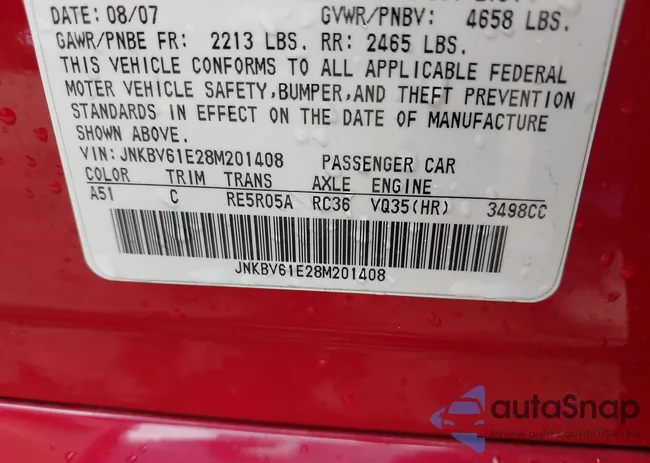 DATE: 08/07 GVWR/PNBV: 4658 LBS.
GAWR/PNBE FR: 2213 LBS. RR: 2465 LBS.
THIS VEHICLE CONFORMS TO ALL APPLICABLE FEDERAL
MOTOR VEHICLE SAFETY,BUMPER,AND THEFT PREVENTION
STANDARDS IN EFFECT ON THE DATE OF MANUFACTURE
SHOWN ABOVE.
VIN: JNKBV61E28M201408 PASSENGER CAR
COLOR TRIM TRANS AXLE ENGINE
A51 C RE5R05A RC36 VQ35(HR) 3498CC
JNKBV61E28M201408
autaSnap